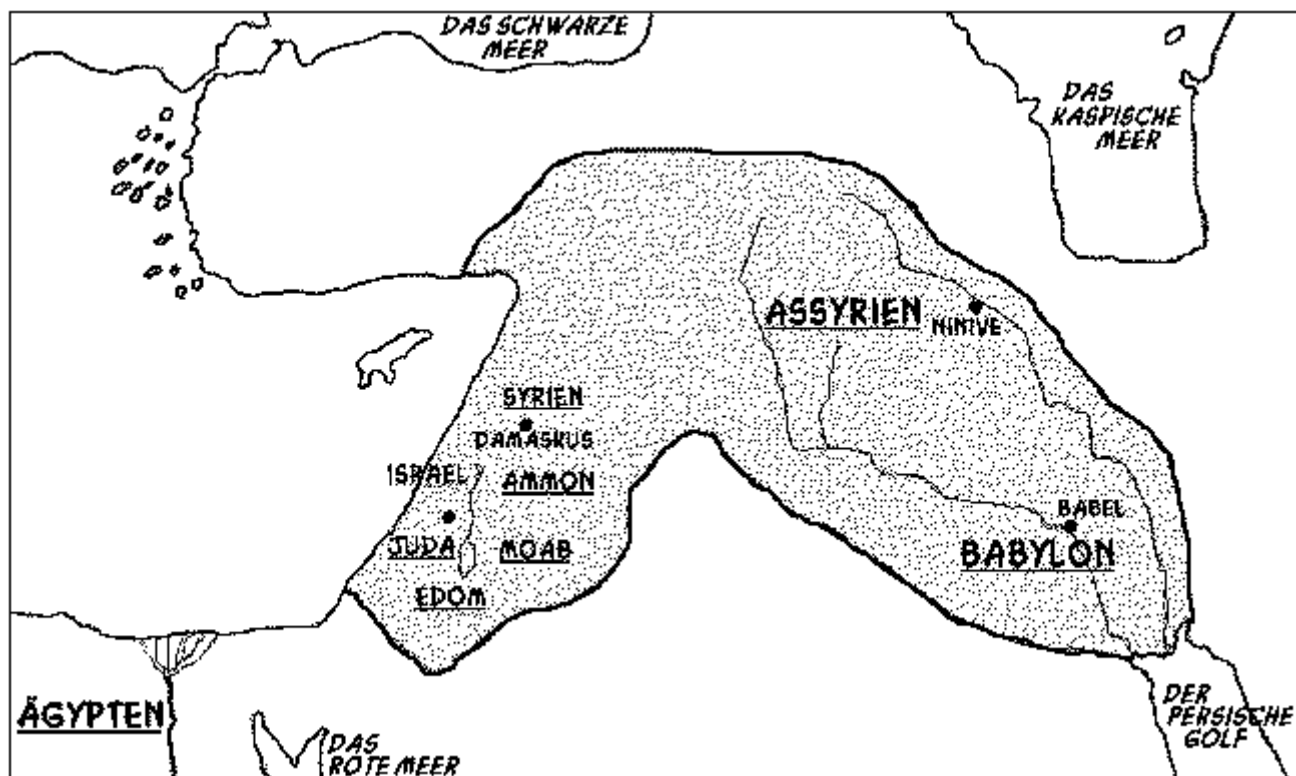 DAS SCHWARZE
MEER
DAS
KASPISCHE
MEER
ASSYRIEN
NINIVE
SYRIEN
DAMASKUS
ISRAEL
AMMON
BABEL
JUDA
MOAB
BABYLON
EDOM
ÄGYPTEN
DAS
ROTE MEER
DER
PERSISCHE
GOLF